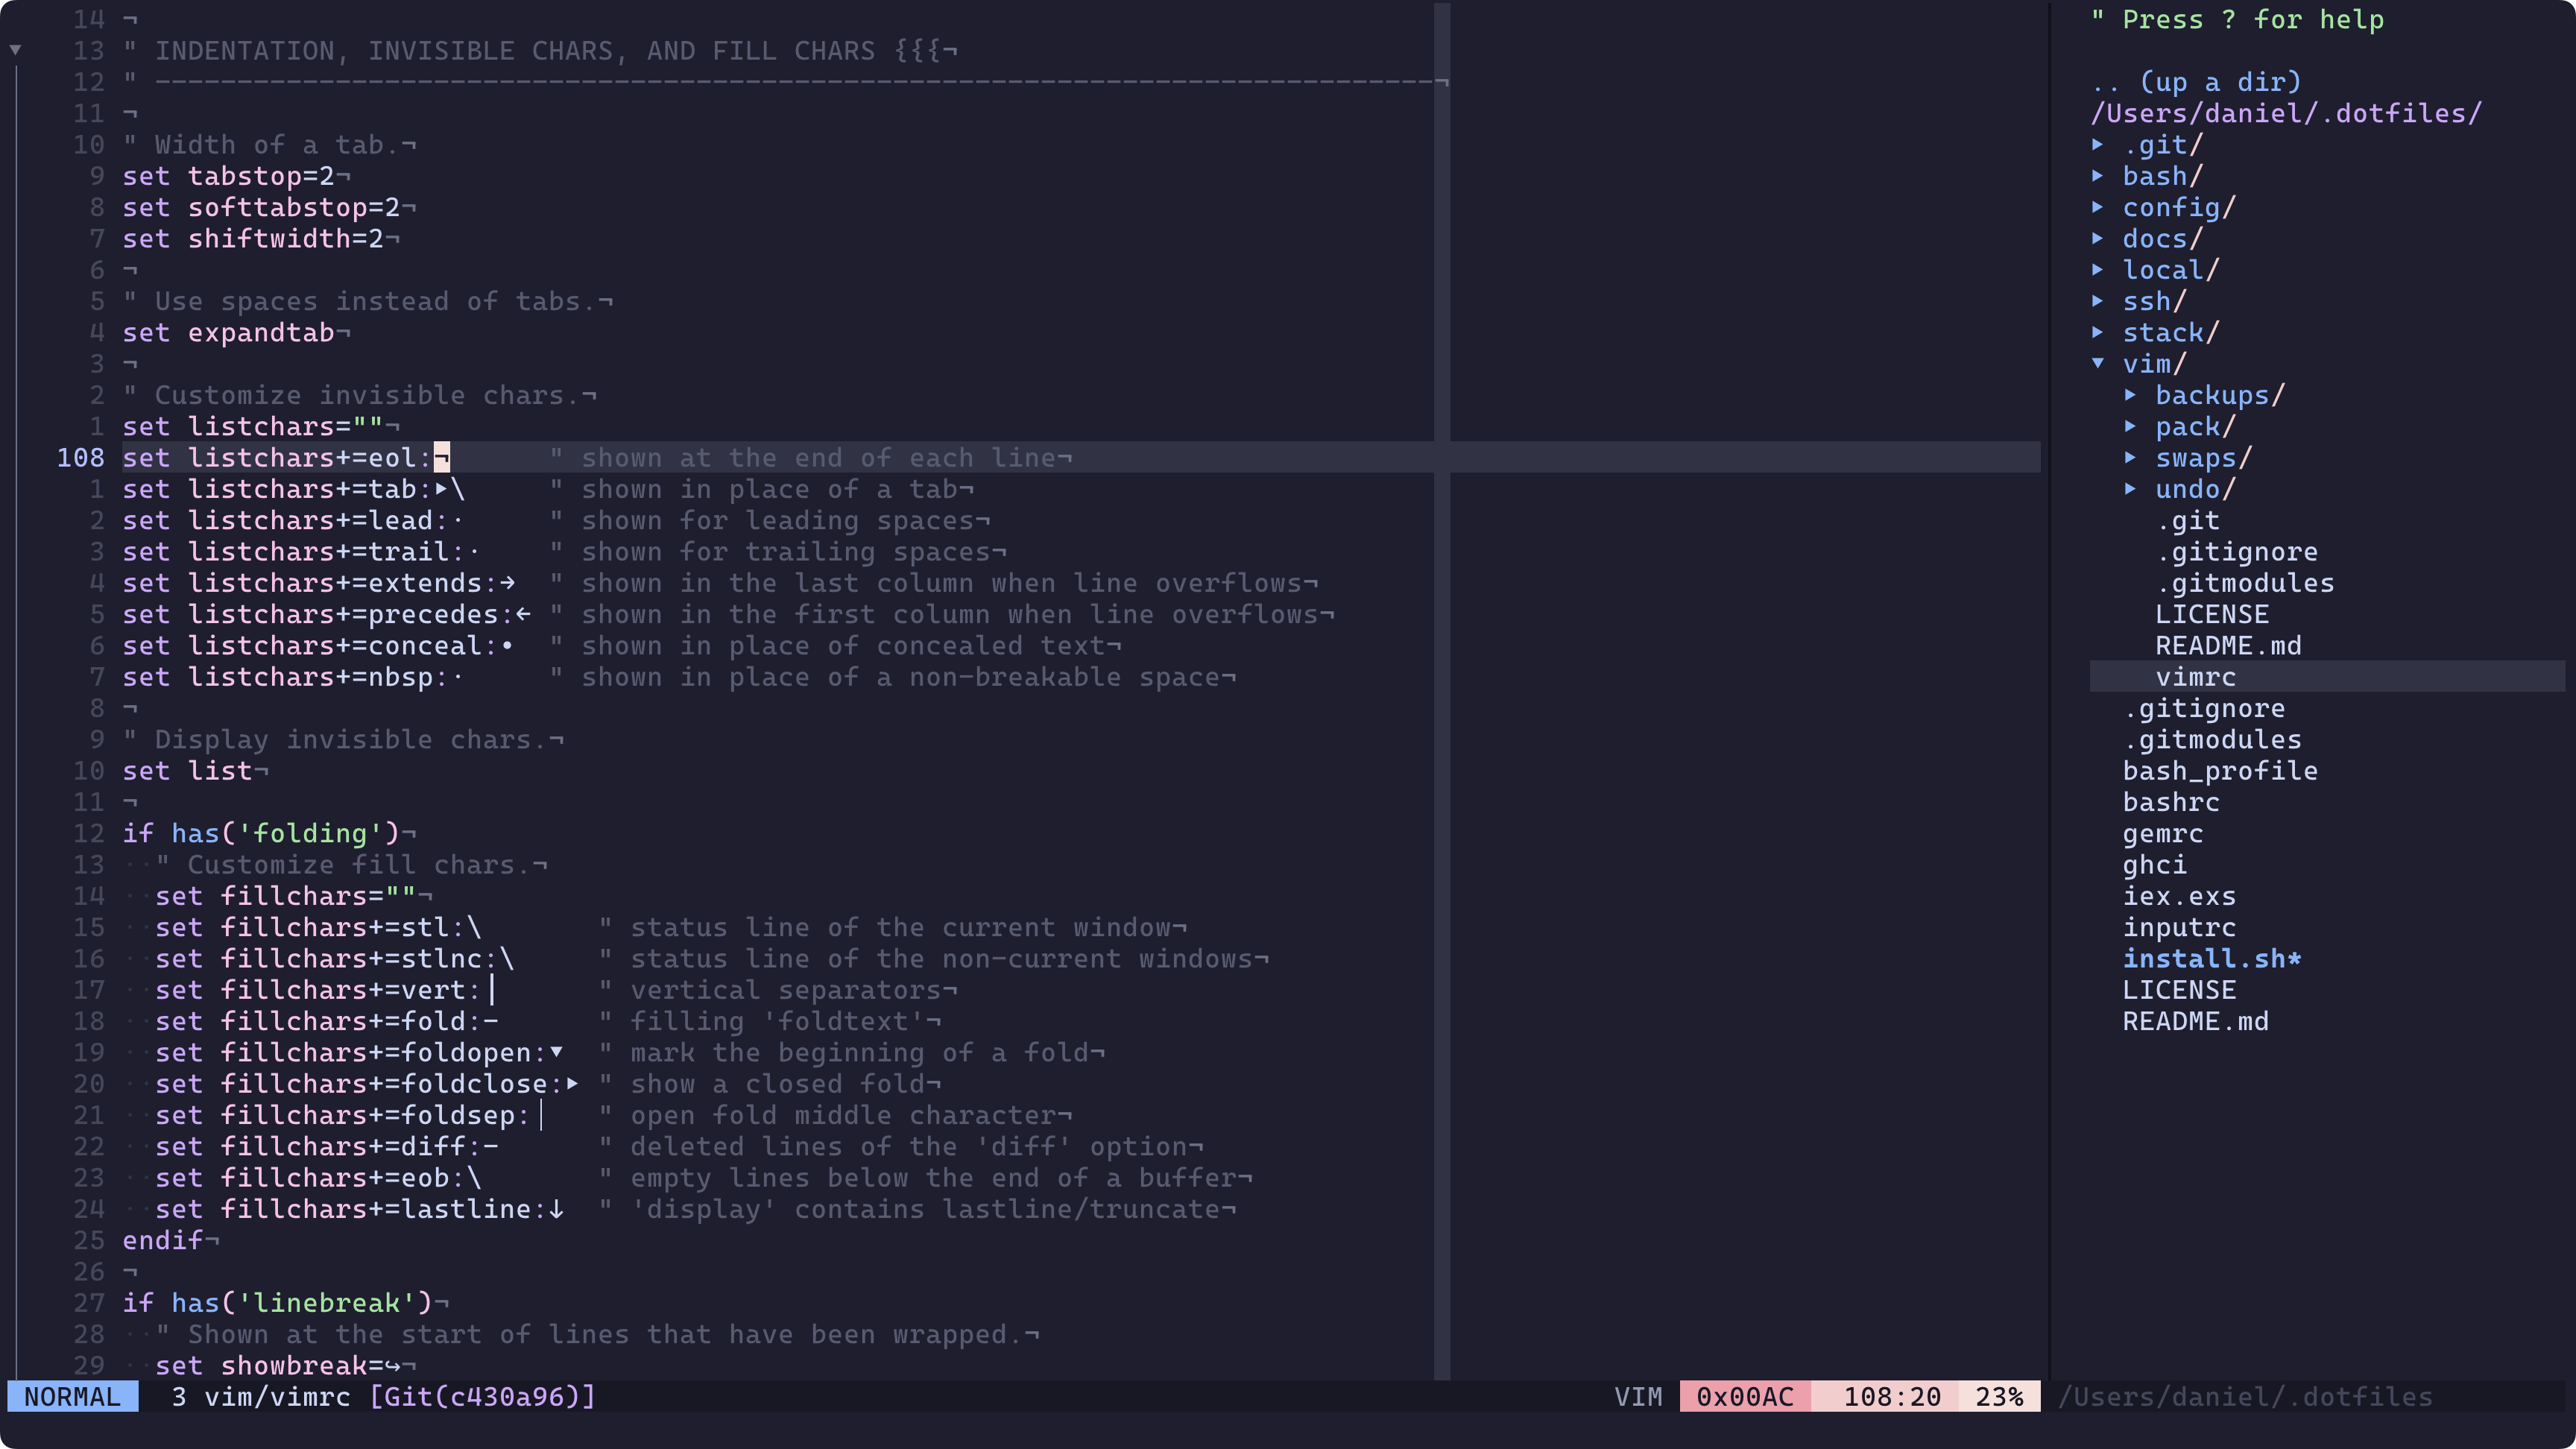 14 ¬
▾ 13 " INDENTATION, INVISIBLE CHARS, AND FILL CHARS {{{¬
12 " ------------------------------------------------------------------------------¬
11 ¬
10 " Width of a tab.¬
9 set tabstop=2¬
8 set softtabstop=2¬
7 set shiftwidth=2¬
6 ¬
5 " Use spaces instead of tabs.¬
4 set expandtab¬
3 ¬
2 " Customize invisible chars.¬
1 set listchars=""¬
108 set listchars+=eol:¬ " shown at the end of each line¬
1 set listchars+=tab:▸\ " shown in place of a tab¬
2 set listchars+=lead:· " shown for leading spaces¬
3 set listchars+=trail:· " shown for trailing spaces¬
4 set listchars+=extends:→ " shown in the last column when line overflows¬
5 set listchars+=precedes:← " shown in the first column when line overflows¬
6 set listchars+=conceal:• " shown in place of concealed text¬
7 set listchars+=nbsp:· " shown in place of a non-breakable space¬
8 ¬
9 " Display invisible chars.¬
10 set list¬
11 ¬
12 if has('folding')¬
13 ··" Customize fill chars.¬
14 ··set fillchars=""¬
15 ··set fillchars+=stl:\ " status line of the current window¬
16 ··set fillchars+=stlnc:\ " status line of the non-current windows¬
17 ··set fillchars+=vert:┃ " vertical separators¬
18 ··set fillchars+=fold:- " filling 'foldtext'¬
19 ··set fillchars+=foldopen:▾ " mark the beginning of a fold¬
20 ··set fillchars+=foldclose:▸ " show a closed fold¬
21 ··set fillchars+=foldsep:│ " open fold middle character¬
22 ··set fillchars+=diff:- " deleted lines of the 'diff' option¬
23 ··set fillchars+=eob:\ " empty lines below the end of a buffer¬
24 ··set fillchars+=lastline:↓ " 'display' contains lastline/truncate¬
25 endif¬
26 ¬
27 if has('linebreak')¬
28 ··" Shown at the start of lines that have been wrapped.¬
29 ··set showbreak=↪¬
NORMAL 3 vim/vimrc [Git(c430a96)] VIM 0x00AC 108:20 23%
" Press ? for help
.. (up a dir)
/Users/daniel/.dotfiles/
▸ .git/
▸ bash/
▸ config/
▸ docs/
▸ local/
▸ ssh/
▸ stack/
▾ vim/
▸ backups/
▸ pack/
▸ swaps/
▸ undo/
.git
.gitignore
.gitmodules
LICENSE
README.md
vimrc
.gitignore
.gitmodules
bash_profile
bashrc
gemrc
ghci
iex.exs
inputrc
install.sh*
LICENSE
README.md
/Users/daniel/.dotfiles